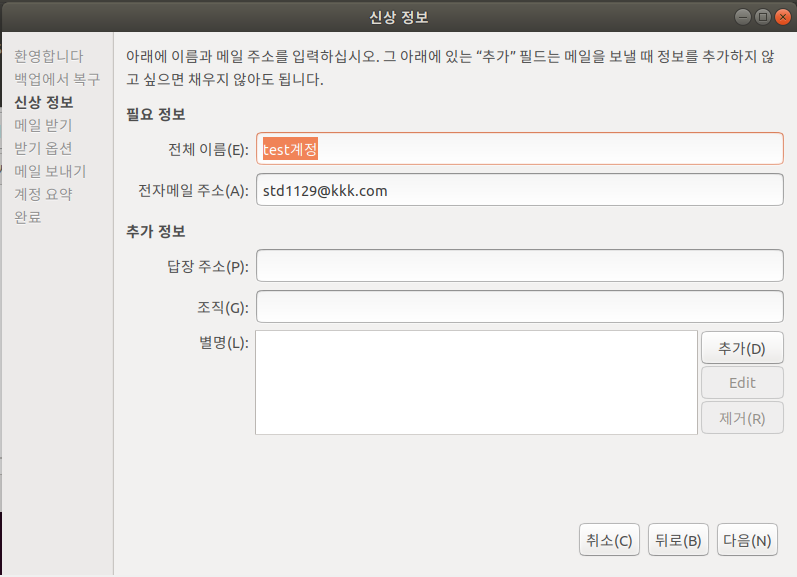 신상 정보
환영합니다
백업에서 복구
신상 정보
메일 받기
받기 옵션
메일 보내기
계정 요약
완료
아래에 이름과 메일 주소를 입력하십시오. 그 아래에 있는 “추가” 필드는 메일을 보낼 때 정보를 추가하지 않
고 싶으면 채우지 않아도 됩니다.
필요 정보
전체 이름(E): test계정
전자메일 주소(A): std1129@kkk.com
추가 정보
답장 주소(P):
조직(G):
별명(L):
추가(D)
Edit
제거(R)
취소(C) 뒤로(B) 다음(N)